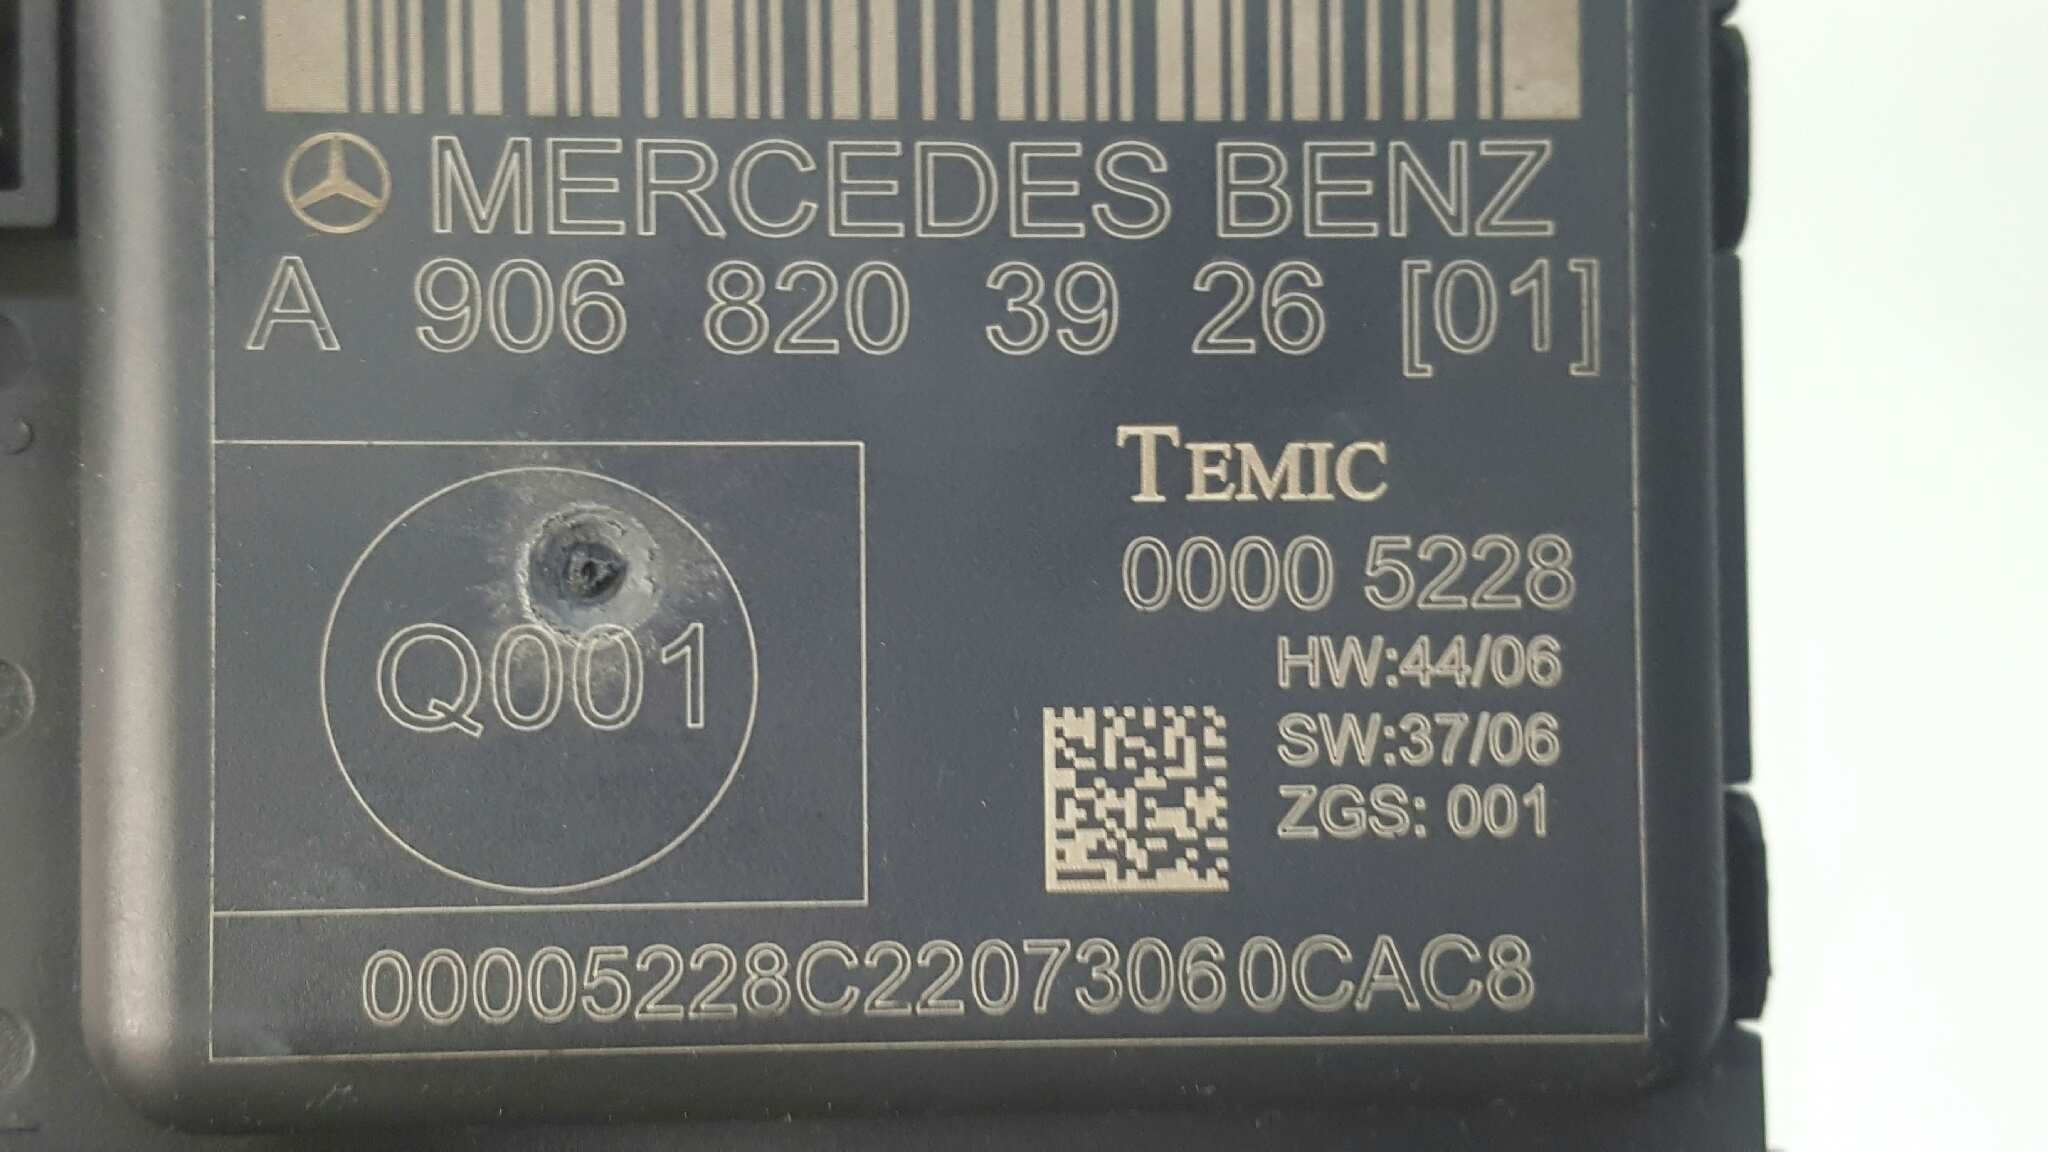 MERCEDES BENZ
A 906 820 39 26 [01]
TEMIC
0000 5228
HW:44/06
SW:37/06
ZGS: 001
Q001
00005228C22073060CAC8